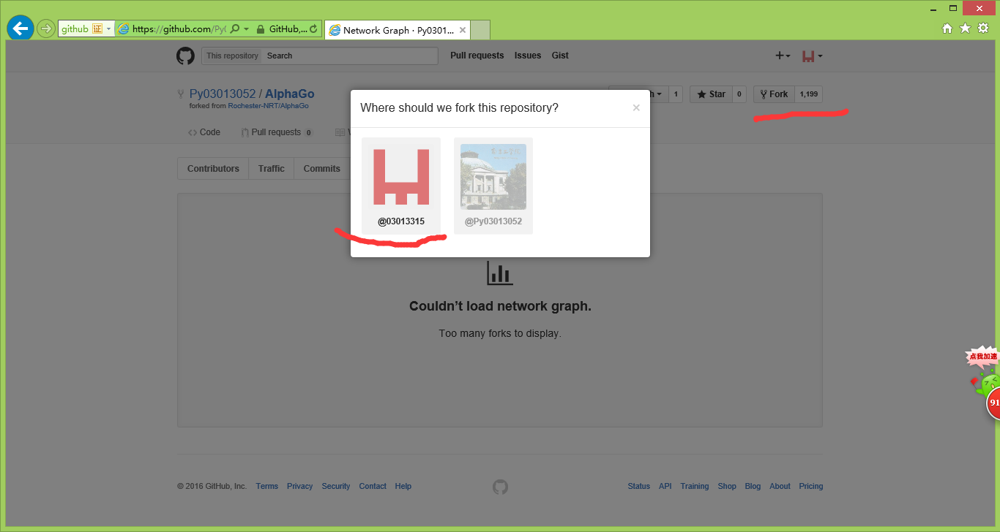 github 证 https://github.com/Py GitHub,... Network Graph · Py0301...
This repository Search Pull requests Issues Gist
Py03013052 / AlphaGo
forked from Rochester-NRT/AlphaGo
1 Star 0 Fork 1,199
Code Pull requests 0
Contributors Traffic Commits
Where should we fork this repository? ×
@03013315 @Py03013052
Couldn't load network graph.
Too many forks to display.
点我加速
91
© 2016 GitHub, Inc. Terms Privacy Security Contact Help Status API Training Shop Blog About Pricing